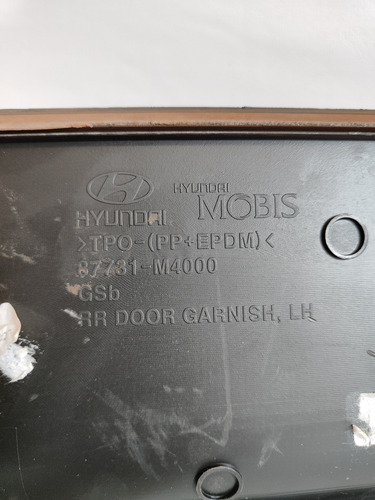 HYUNDAI
HYUNDAI MOBIS
>TPO-(PP+EPDM)<
87731-M4000
GSb
RR DOOR GARNISH, LH